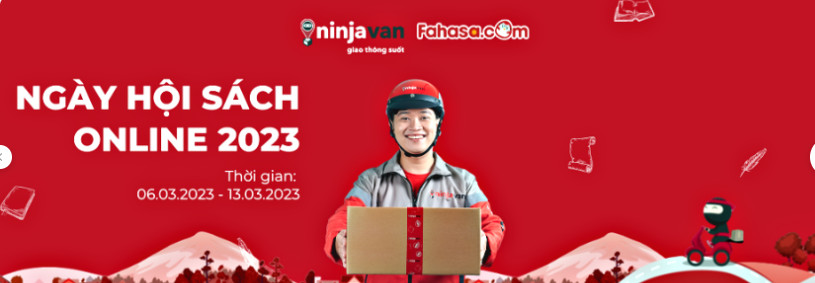 ninjavan Fahasa.com
giao thông suốt
NGÀY HỘI SÁCH
ONLINE 2023
Thời gian:
06.03.2023 - 13.03.2023